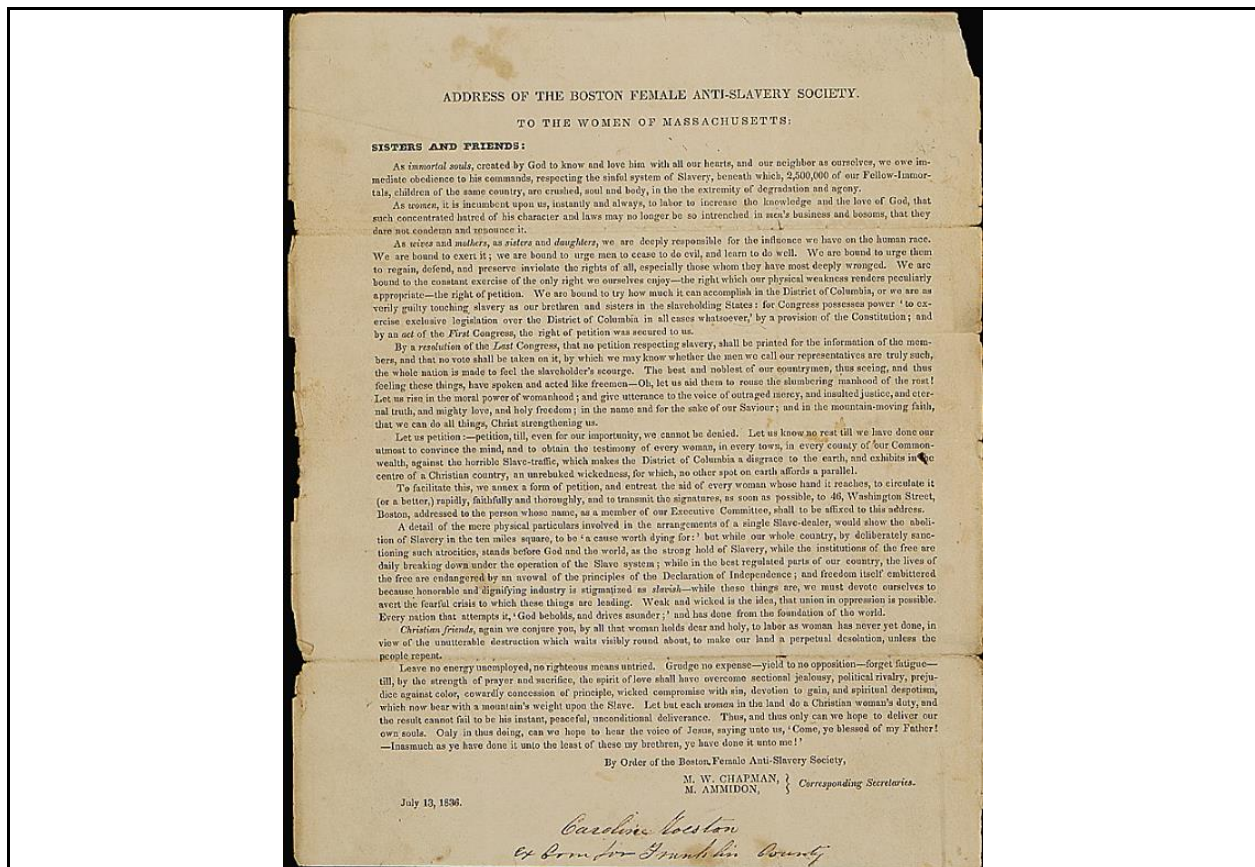 ADDRESS OF THE BOSTON FEMALE ANTI-SLAVERY SOCIETY.
TO THE WOMEN OF MASSACHUSETTS:
SISTERS AND FRIENDS:
As immortal souls, created by God to know and love him with all our hearts, and our neighbor as ourselves, we owe im-
mediate obedience to his commands, respecting the sinful system of Slavery, beneath which, 2,500,000 of our Fellow-Immor-
tals, children of the same country, are crushed, soul and body, in the the extremity of degradation and agony.
As women, it is incumbent upon us, instantly and always, to labor to increase the knowledge and the love of God, that
such concentrated hatred of his character and laws may no longer be so intrenched in men's business and bosoms, that they
dare not condemn and renounce it.
As wives and mothers, as sisters and daughters, we are deeply responsible for the influence we have on the human race.
We are bound to exert it; we are bound to urge men to cease to do evil, and learn to do well. We are bound to urge them
to regain, defend, and preserve inviolate the rights of all, especially those whom they have most deeply wronged. We are
bound to the constant exercise of the only right we ourselves enjoy—the right which our physical weakness renders peculiarly
appropriate—the right of petition. We are bound to try how much it can accomplish in the District of Columbia, or we are as
verily guilty touching slavery as our brethren and sisters in the slaveholding States: for Congress possesses power ' to ex-
ercise exclusive legislation over the District of Columbia in all cases whatsoever,' by a provision of the Constitution; and
by an act of the First Congress, the right of petition was secured to us.
By a resolution of the Last Congress, that no petition respecting slavery, shall be printed for the information of the mem-
bers, and that no vote shall be taken on it, by which we may know whether the men we call our representatives are truly such,
the whole nation is made to feel the slaveholder's scourge. The best and noblest of our countrymen, thus seeing, and thus
feeling these things, have spoken and acted like freemen—Oh, let us aid them to rouse the slumbering manhood of the rest!
Let us rise in the moral power of womanhood; and give utterance to the voice of outraged mercy, and insulted justice, and eter-
nal truth, and mighty love, and holy freedom; in the name and for the sake of our Saviour; and in the mountain-moving faith,
that we can do all things, Christ strengthening us.
Let us petition:—petition, till, even for our importunity, we cannot be denied. Let us know no rest till we have done our
utmost to convince the mind, and to obtain the testimony of every woman, in every town, in every county of our Common-
wealth, against the horrible Slave-traffic, which makes the District of Columbia a disgrace to the earth, and exhibits in the
centre of a Christian country, an unrebuked wickedness, for which, no other spot on earth affords a parallel.
To facilitate this, we annex a form of petition, and entreat the aid of every woman whose hand it reaches, to circulate it
(or a better,) rapidly, faithfully and thoroughly, and to transmit the signatures, as soon as possible, to 46, Washington Street,
Boston, addressed to the person whose name, as a member of our Executive Committee, shall to be affixed to this address.
A detail of the mere physical particulars involved in the arrangements of a single Slave-dealer, would show the aboli-
tion of Slavery in the ten miles square, to be ' a cause worth dying for:' but while our whole country, by deliberately sanc-
tioning such atrocities, stands before God and the world, as the strong hold of Slavery, while the institutions of the free are
daily breaking down under the operation of the Slave system; while in the best regulated parts of our country, the lives of
the free are endangered by an avowal of the principles of the Declaration of Independence; and freedom itself embittered
because honorable and dignifying industry is stigmatized as slavish—while these things are, we must devote ourselves to
avert the fearful crisis to which these things are leading. Weak and wicked is the idea, that union in oppression is possible.
Every nation that attempts it, ' God beholds, and drives asunder;' and has done from the foundation of the world.
Christian friends, again we conjure you, by all that woman holds dear and holy, to labor as woman has never yet done, in
view of the unutterable destruction which waits visibly round about, to make our land a perpetual desolation, unless the
people repent.
Leave no energy unemployed, no righteous means untried. Grudge no expense—yield to no opposition—forget fatigue—
till, by the strength of prayer and sacrifice, the spirit of love shall have overcome sectional jealousy, political rivalry, preju-
dice against color, cowardly concession of principle, wicked compromise with sin, devotion to gain, and spiritual despotism,
which now bear with a mountain's weight upon the Slave. Let but each woman in the land do a Christian woman's duty, and
the result cannot fail to be his instant, peaceful, unconditional deliverance. Thus, and thus only can we hope to deliver our
own souls. Only in thus doing, can we hope to hear the voice of Jesus, saying unto us, ' Come, ye blessed of my Father!
—Inasmuch as ye have done it unto the least of these my brethren, ye have done it unto me!'
By Order of the Boston Female Anti-Slavery Society,
M. W. CHAPMAN,
M. AMMIDON, } Corresponding Secretaries.
July 13, 1836.
Caroline Weston
Ex Com for Franklin County